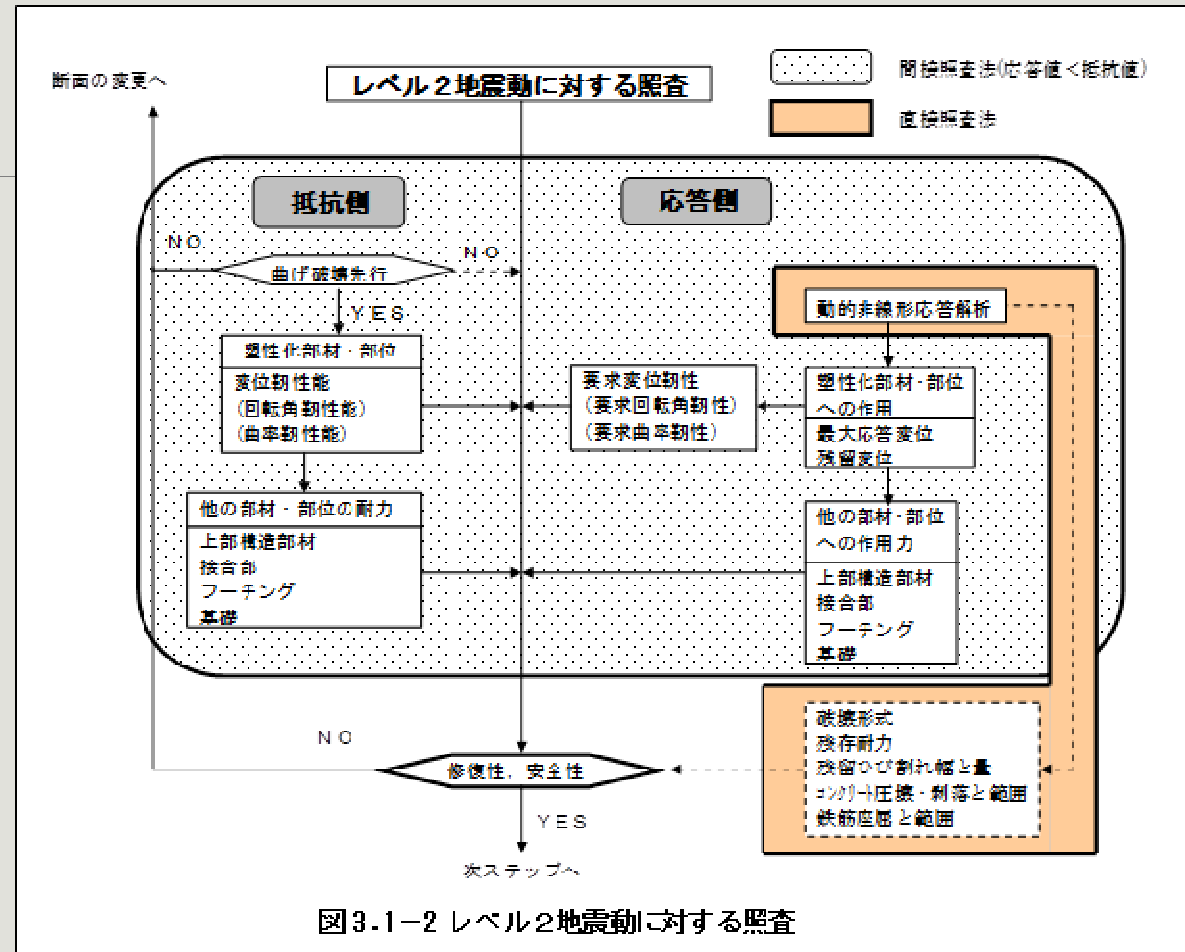 断面の変更へ
レベル２地震動に対する照査
間接照査法(応答値＜抵抗値)
直接照査法
抵抗側
応答側
ＮＯ
曲げ破壊先行
ＮＯ
ＹＥＳ
塑性化部材・部位
変位靭性能
(回転角靭性能)
(曲率靭性能)
他の部材・部位の耐力
上部構造部材
接合部
フーチング
基礎
要求変位靭性
(要求回転角靭性)
(要求曲率靭性)
動的非線形応答解析
塑性化部材・部位
への作用
最大応答変位
残留変位
他の部材・部位
への作用力
上部構造部材
接合部
フーチング
基礎
破壊形式
残存耐力
残留ひび割れ幅と量
ｺﾝｸﾘｰﾄ圧壊・剥落と範囲
鉄筋座屈と範囲
ＮＯ
修復性，安全性
ＹＥＳ
次ステップへ
図3.1－2 レベル２地震動に対する照査